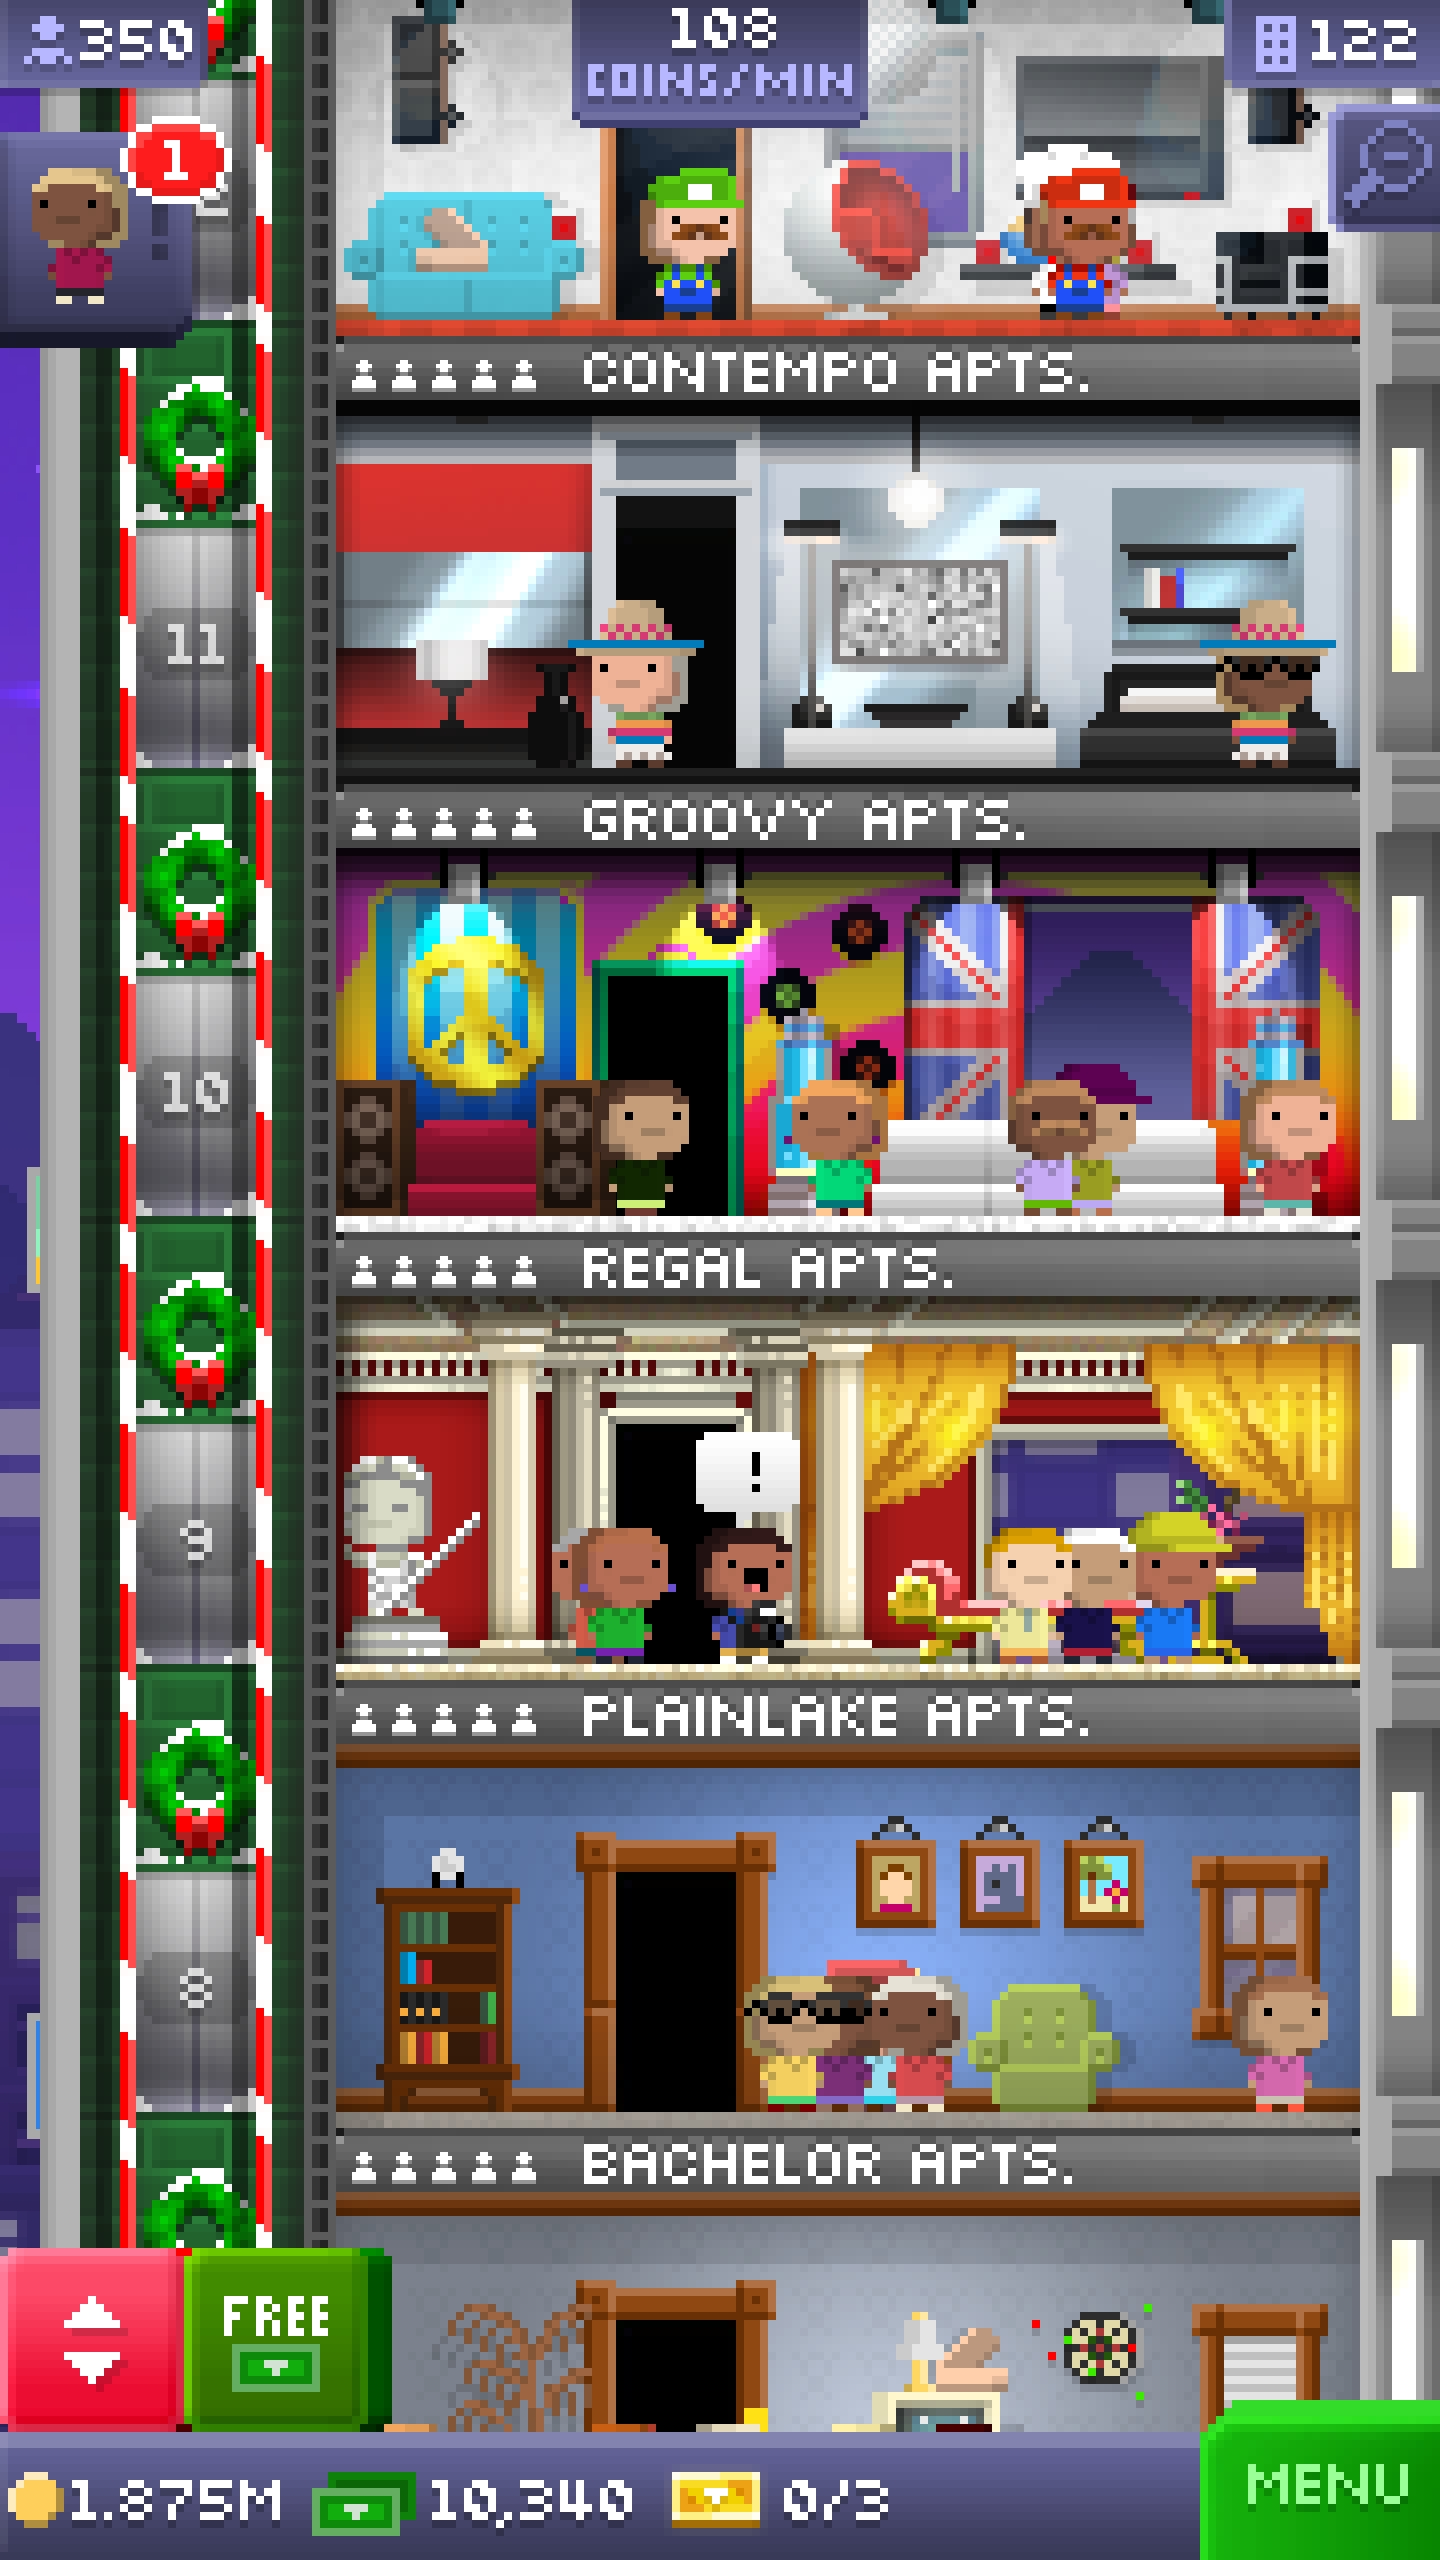 350
108
COINS/MIN
122
1
CONTEMPO APTS.
11
GROOVY APTS.
10
REGAL APTS.
9
!
PLAINLAKE APTS.
8
BACHELOR APTS.
FREE
1.875M
10,340
0/3
MENU